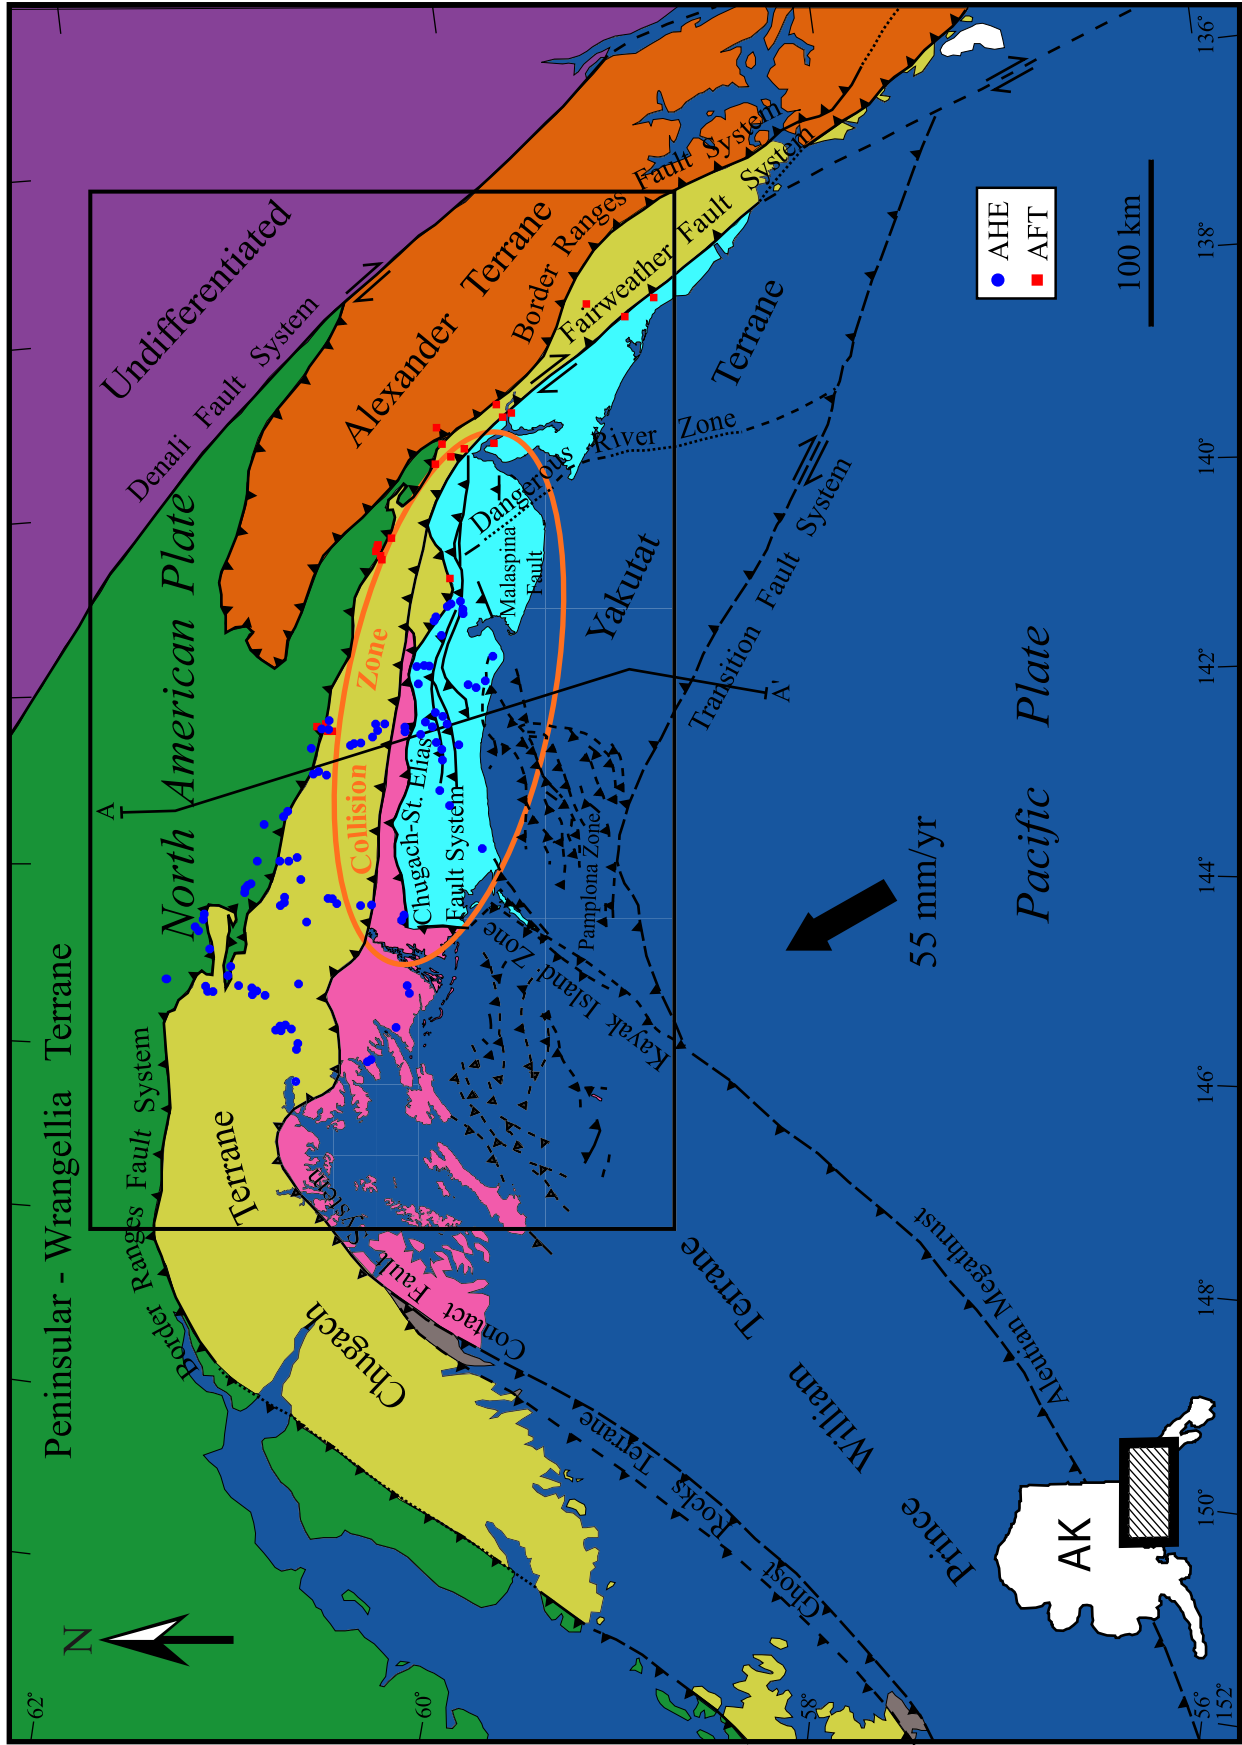 N
62°
60°
58°
56°
152°
150°
148°
146°
144°
142°
140°
138°
136°
Peninsular - Wrangellia Terrane
Border Ranges Fault System
North American Plate
Denali Fault System
Undifferentiated
Alexander Terrane
Border Ranges Fault System
Fairweather Fault System
Chugach Terrane
Contact Fault System
Collision Zone
Chugach-St. Elias
Fault System
Malaspina
Fault
Dangerous River Zone
Yakutat Terrane
Pamplona Zone
Kayak Island Zone
Transition Fault System
A
A'
Ghost Rocks Terrane
Prince William Terrane
Aleutian Megathrust
Pacific Plate
55 mm/yr
AHE
AFT
100 km
AK